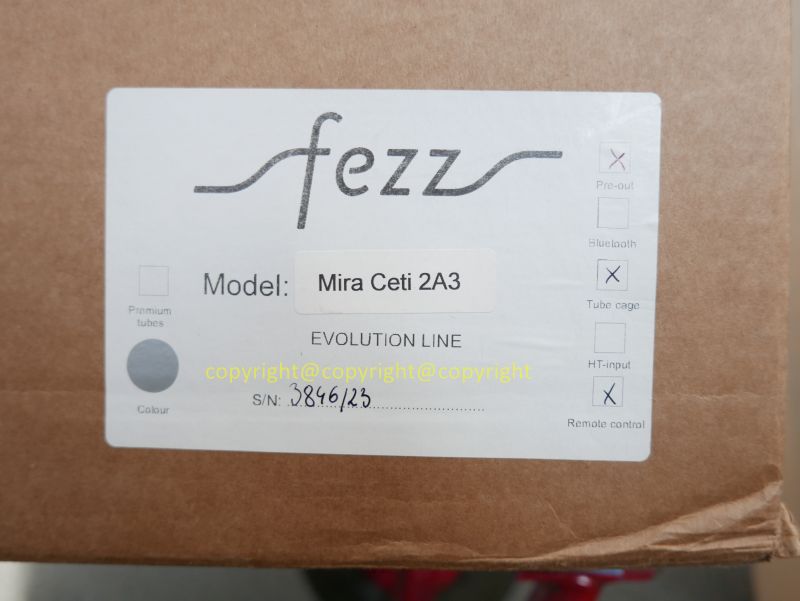 fezz
Pre-out
Bluetooth
Model: Mira Ceti 2A3
Tube cage
Premium
tubes
EVOLUTION LINE
HT-input
copyright@copyright@copyright
S/N: 3846/23
Colour
Remote control